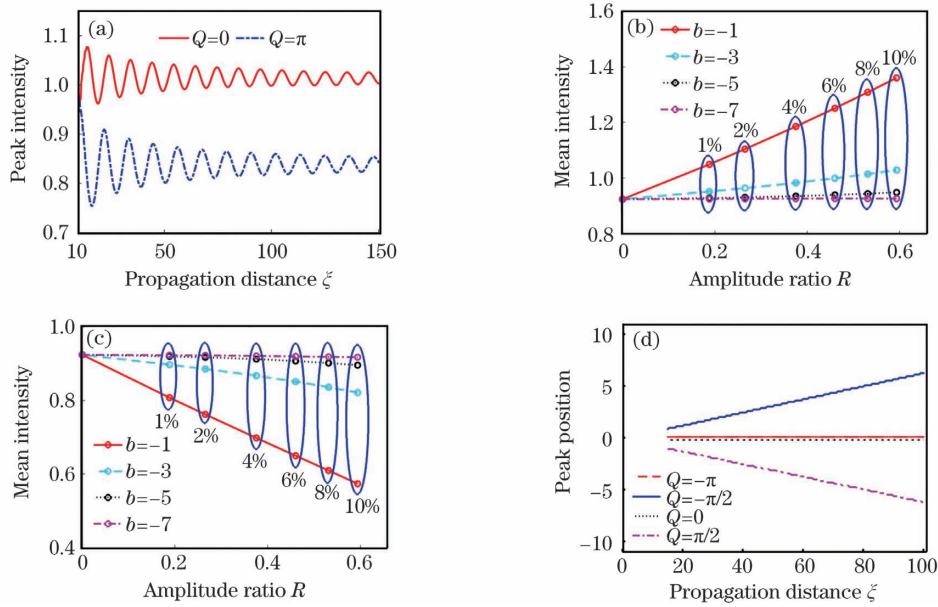 (a)
Q=0 Q=π
1.1
1.0
0.9
0.8
0.7
10 50 100 150
Peak intensity
Propagation distance ξ
(b)
b=−1
b=−3
b=−5
b=−7
1% 2% 4% 6% 8% 10%
1.6
1.4
1.2
1.0
0.8
0 0.2 0.4 0.6
Mean intensity
Amplitude ratio R
(c)
1.0
0.8
0.6
0.4
1% 2% 4% 6% 8% 10%
b=−1
b=−3
b=−5
b=−7
0 0.2 0.4 0.6
Mean intensity
Amplitude ratio R
(d)
10
5
0
−5
−10
Q=−π
Q=−π/2
Q=0
Q=π/2
0 20 40 60 80 100
Peak position
Propagation distance ξ